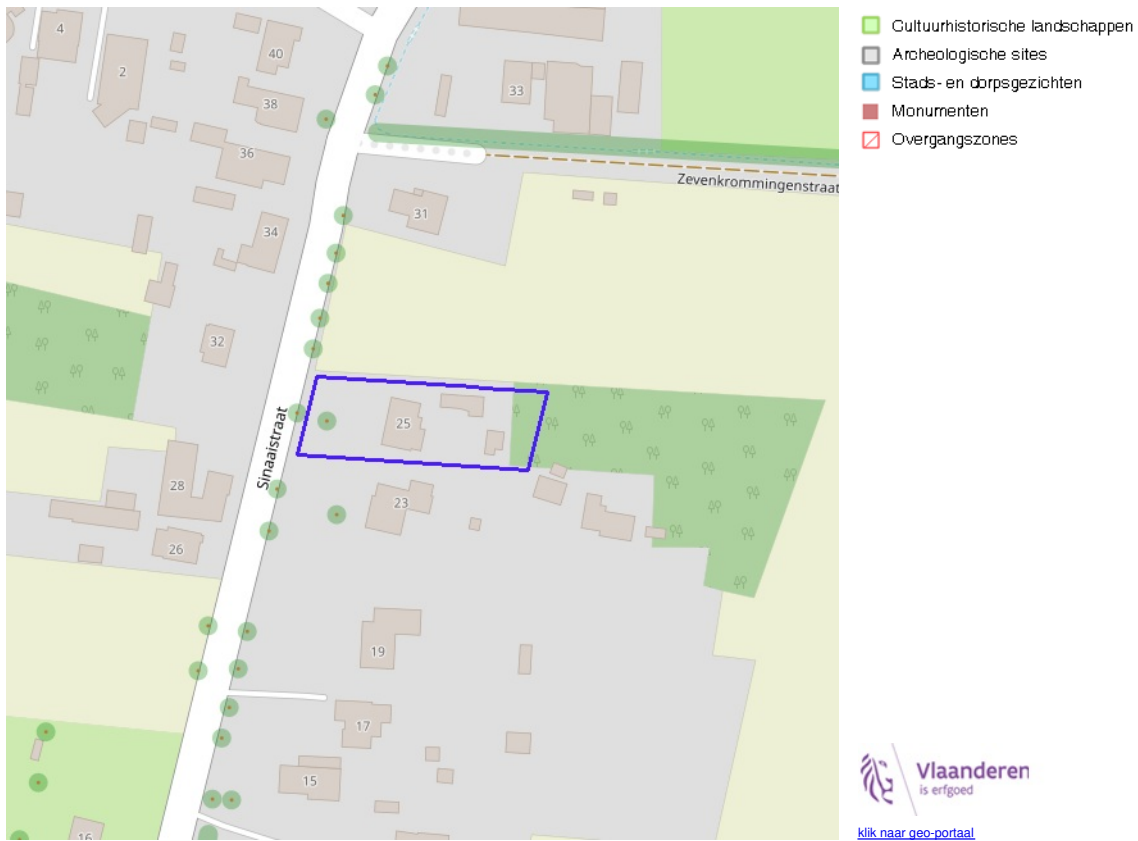 4
2
40
38
36
34
32
33
31
Zevenkrommingenstraat
Sinaaistraat
25
23
28
26
19
17
15
16
Cultuurhistorische landschappen
Archeologische sites
Stads- en dorpsgezichten
Monumenten
Overgangszones
Vlaanderen
is erfgoed
klik naar geo-portaal